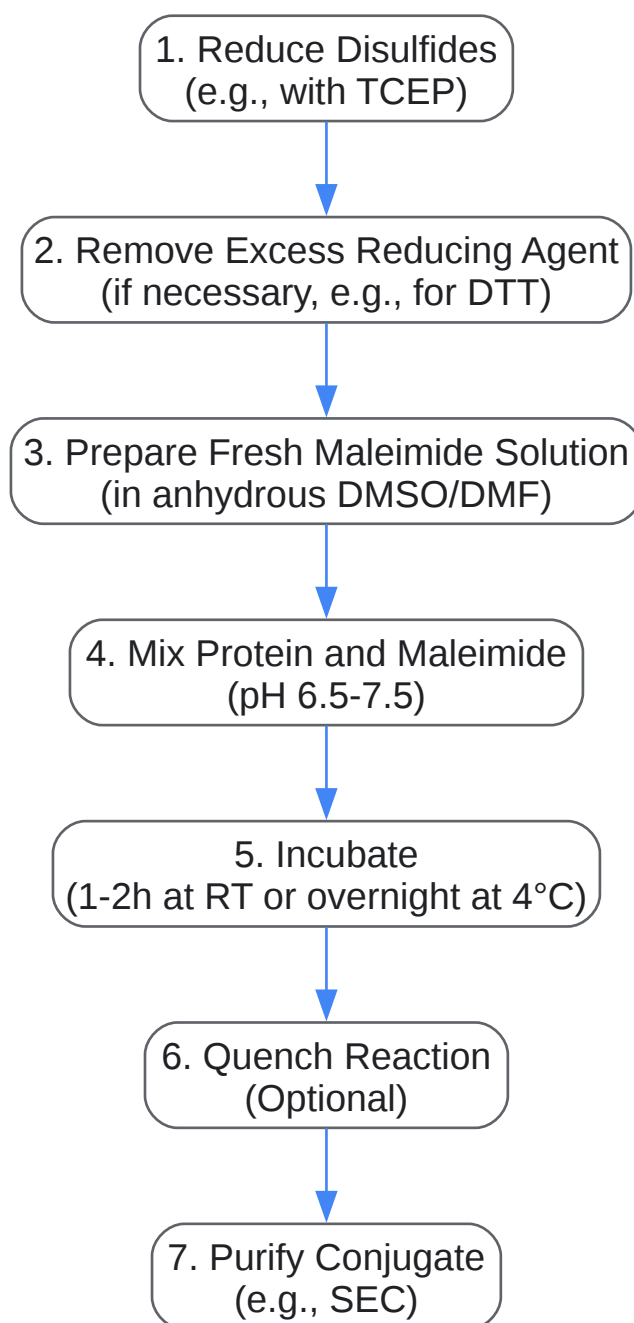 1. Reduce Disulfides
(e.g., with TCEP)
2. Remove Excess Reducing Agent
(if necessary, e.g., for DTT)
3. Prepare Fresh Maleimide Solution
(in anhydrous DMSO/DMF)
4. Mix Protein and Maleimide
(pH 6.5-7.5)
5. Incubate
(1-2h at RT or overnight at 4°C)
6. Quench Reaction
(Optional)
7. Purify Conjugate
(e.g., SEC)